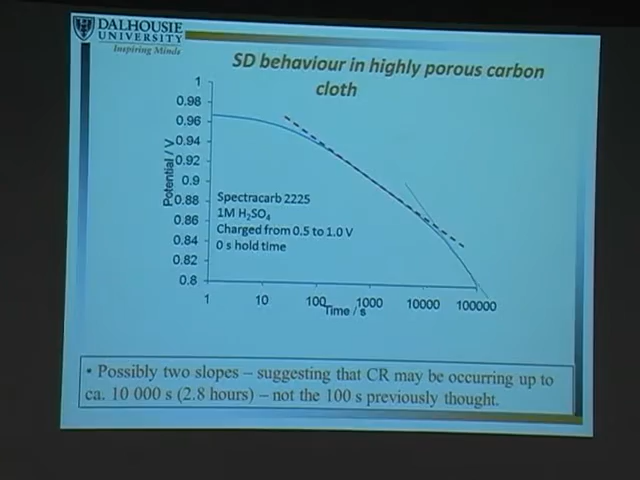 DALHOUSIE
UNIVERSITY
Inspiring Minds
SD behaviour in highly porous carbon
cloth
1
0.98
0.96
0.94
0.92
0.9
0.88
0.86
0.84
0.82
0.8
Potential / V
Spectracarb 2225
1M H₂SO₄
Charged from 0.5 to 1.0 V
0 s hold time
1 10 100 1000 10000 100000
Time / s
• Possibly two slopes – suggesting that CR may be occurring up to
ca. 10 000 s (2.8 hours) – not the 100 s previously thought.